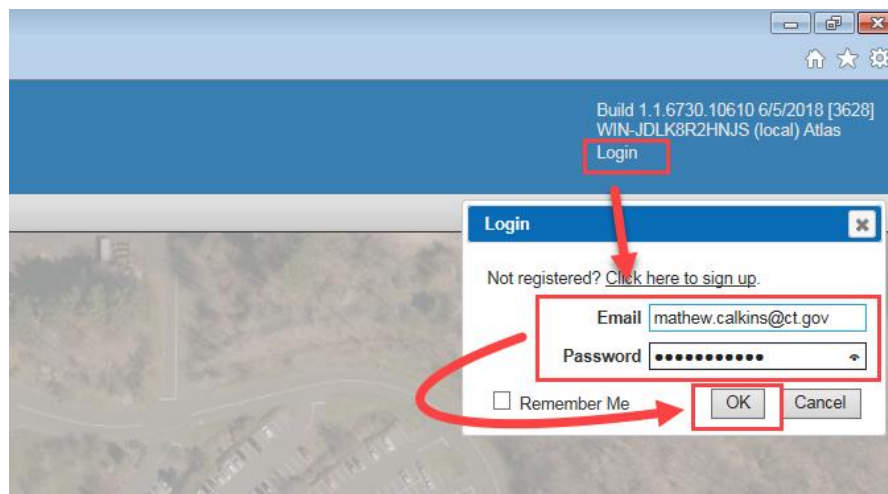 Build 1.1.6730.10610 6/5/2018 [3628]
WIN-JDLK8R2HNJS (local) Atlas
Login
Login
Not registered? Click here to sign up.
Email mathew.calkins@ct.gov
Password ●●●●●●●●●●●
Remember Me OK Cancel